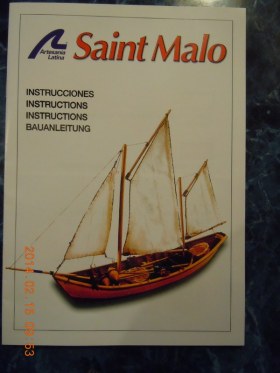 Artesanía
Latina
Saint Malo
INSTRUCCIONES
INSTRUCTIONS
INSTRUCTIONS
BAUANLEITUNG